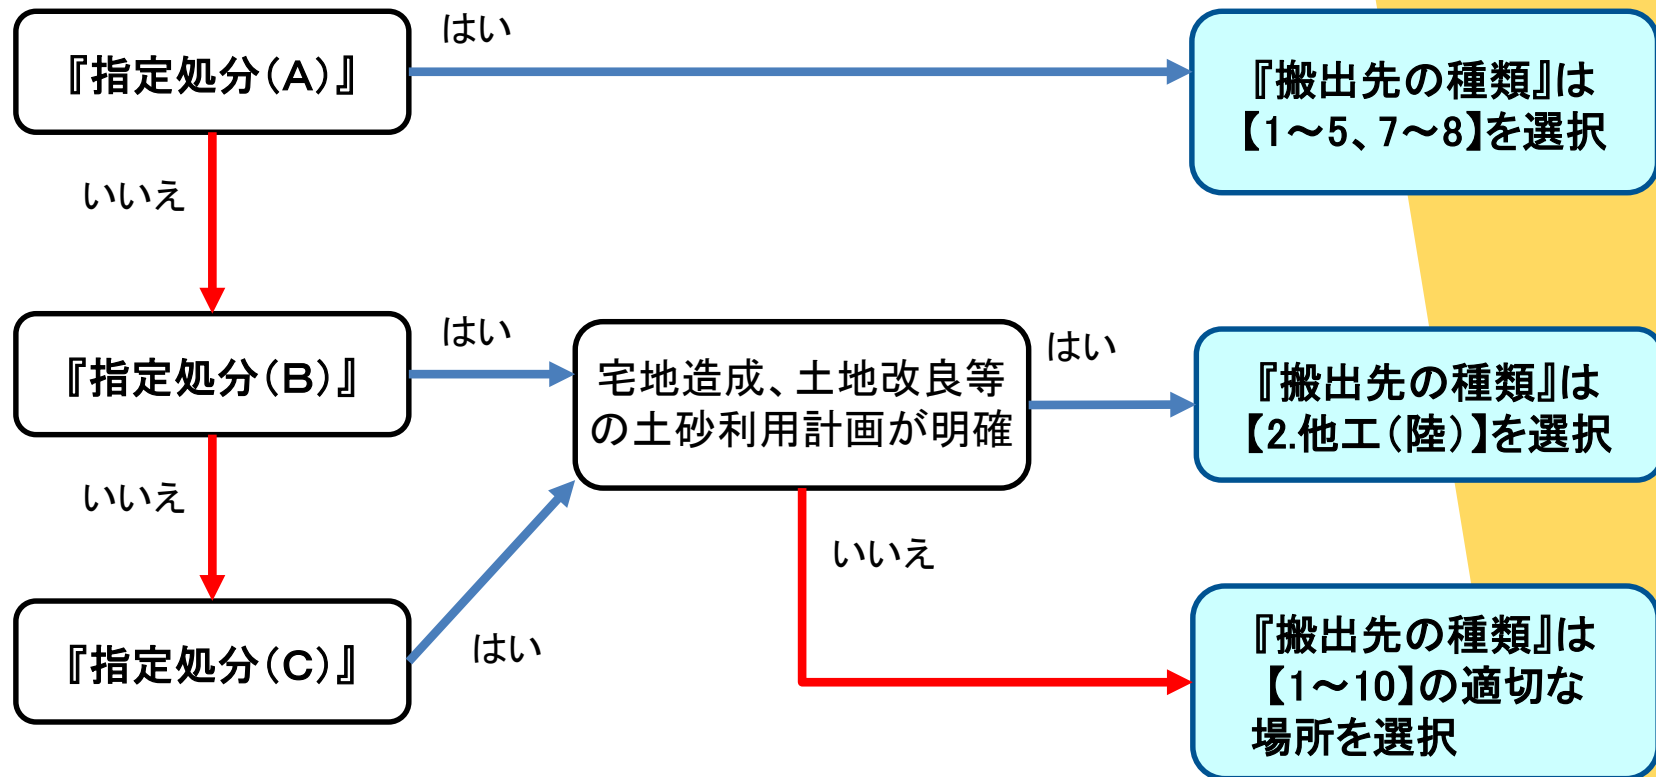 『指定処分(A)』
はい
『搬出先の種類』は
【1～5、7～8】を選択
いいえ
『指定処分(B)』
はい
宅地造成、土地改良等
の土砂利用計画が明確
はい
『搬出先の種類』は
【2.他工(陸)】を選択
いいえ
いいえ
『指定処分(C)』
はい
『搬出先の種類』は
【1～10】の適切な
場所を選択